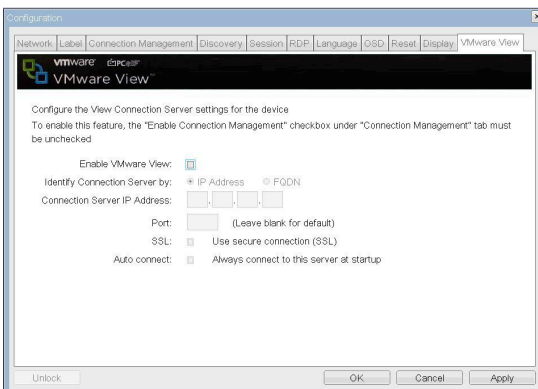 Configuration
Network Label Connection Management Discovery Session RDP Language OSD Reset Display VMware View
vmware PCoIP
VMware View™
Configure the View Connection Server settings for the device
To enable this feature, the "Enable Connection Management" checkbox under "Connection Management" tab must
be unchecked
Enable VMware View:
Identify Connection Server by: IP Address FQDN
Connection Server IP Address: . . .
Port: (Leave blank for default)
SSL: Use secure connection (SSL)
Auto connect: Always connect to this server at startup
Unlock OK Cancel Apply